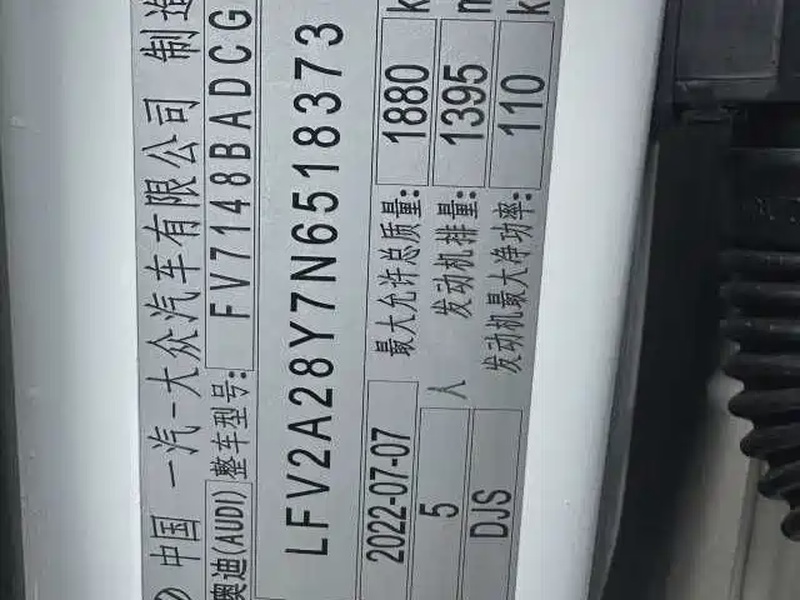 中国 一汽-大众汽车有限公司 制造
奥迪(AUDI) 整车型号: FV7148BADCG
LFV2A28Y7N6518373
2022-07-07 最大允许总质量: 1880 k
5 人 发动机排量: 1395 m
DJS 发动机最大净功率: 110 k